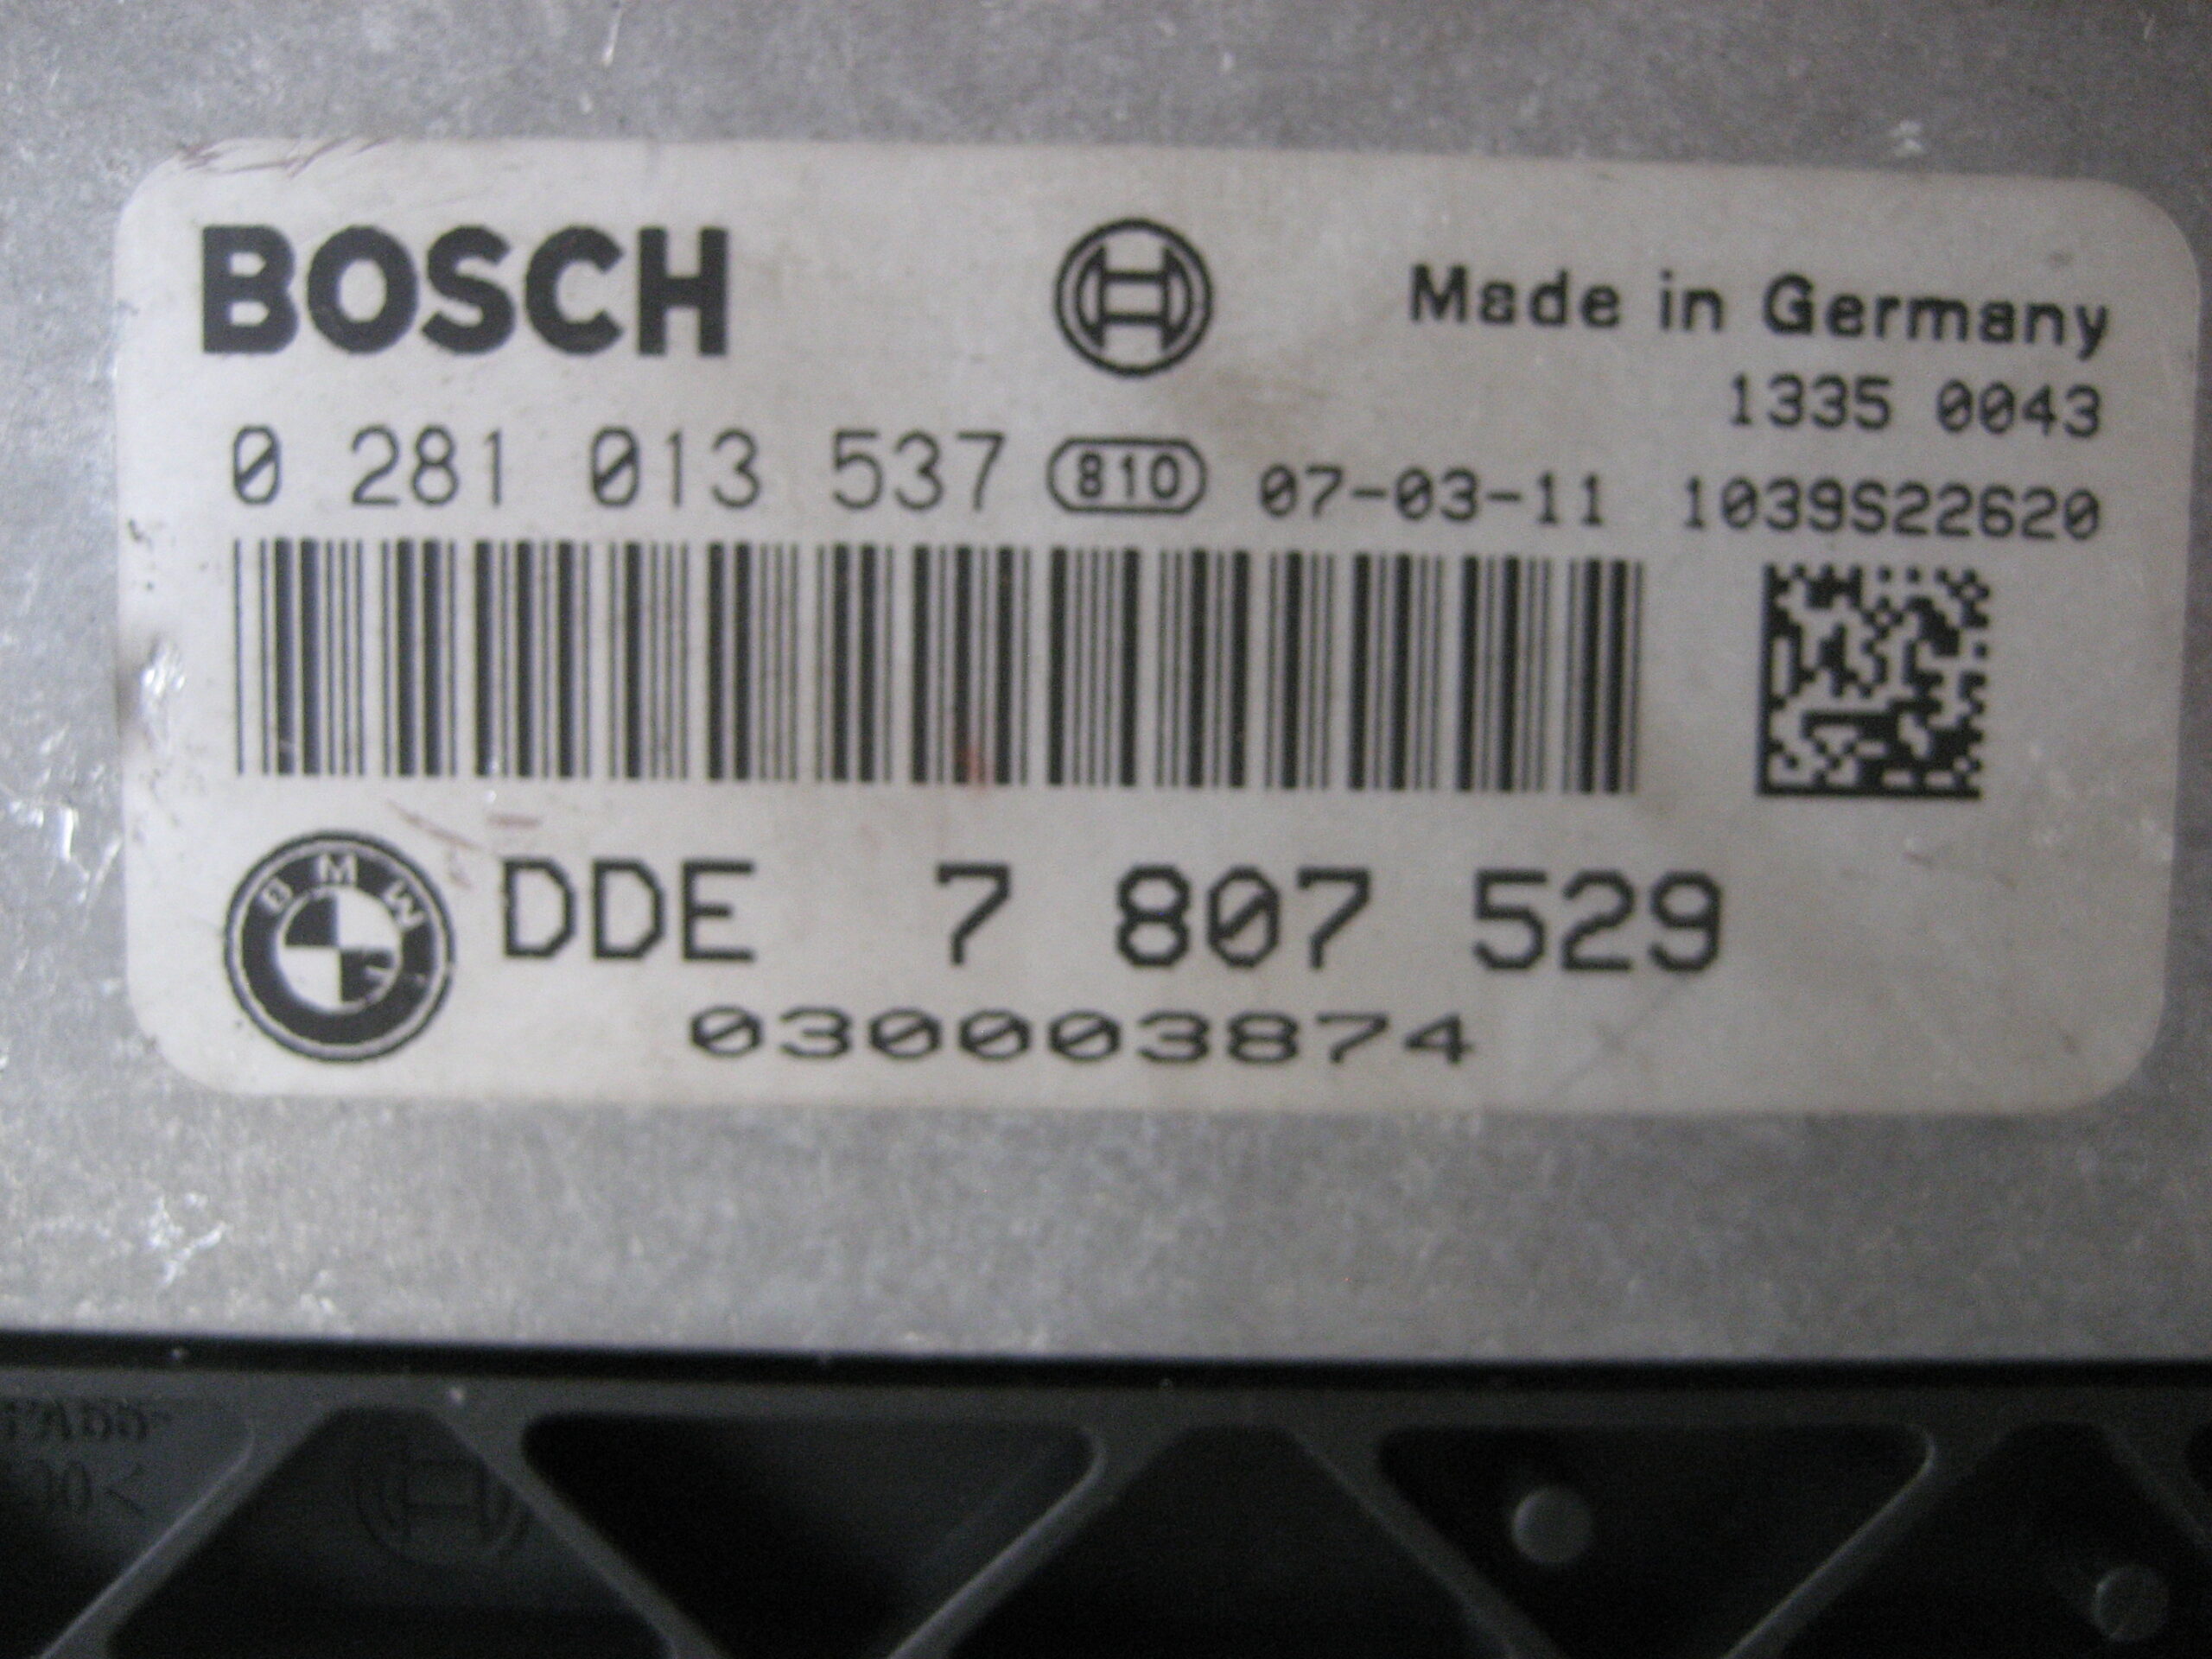 BOSCH
Made in Germany
1335 0043
0 281 013 537 810 07-03-11 1039S22620
BMW
DDE 7 807 529
030003874